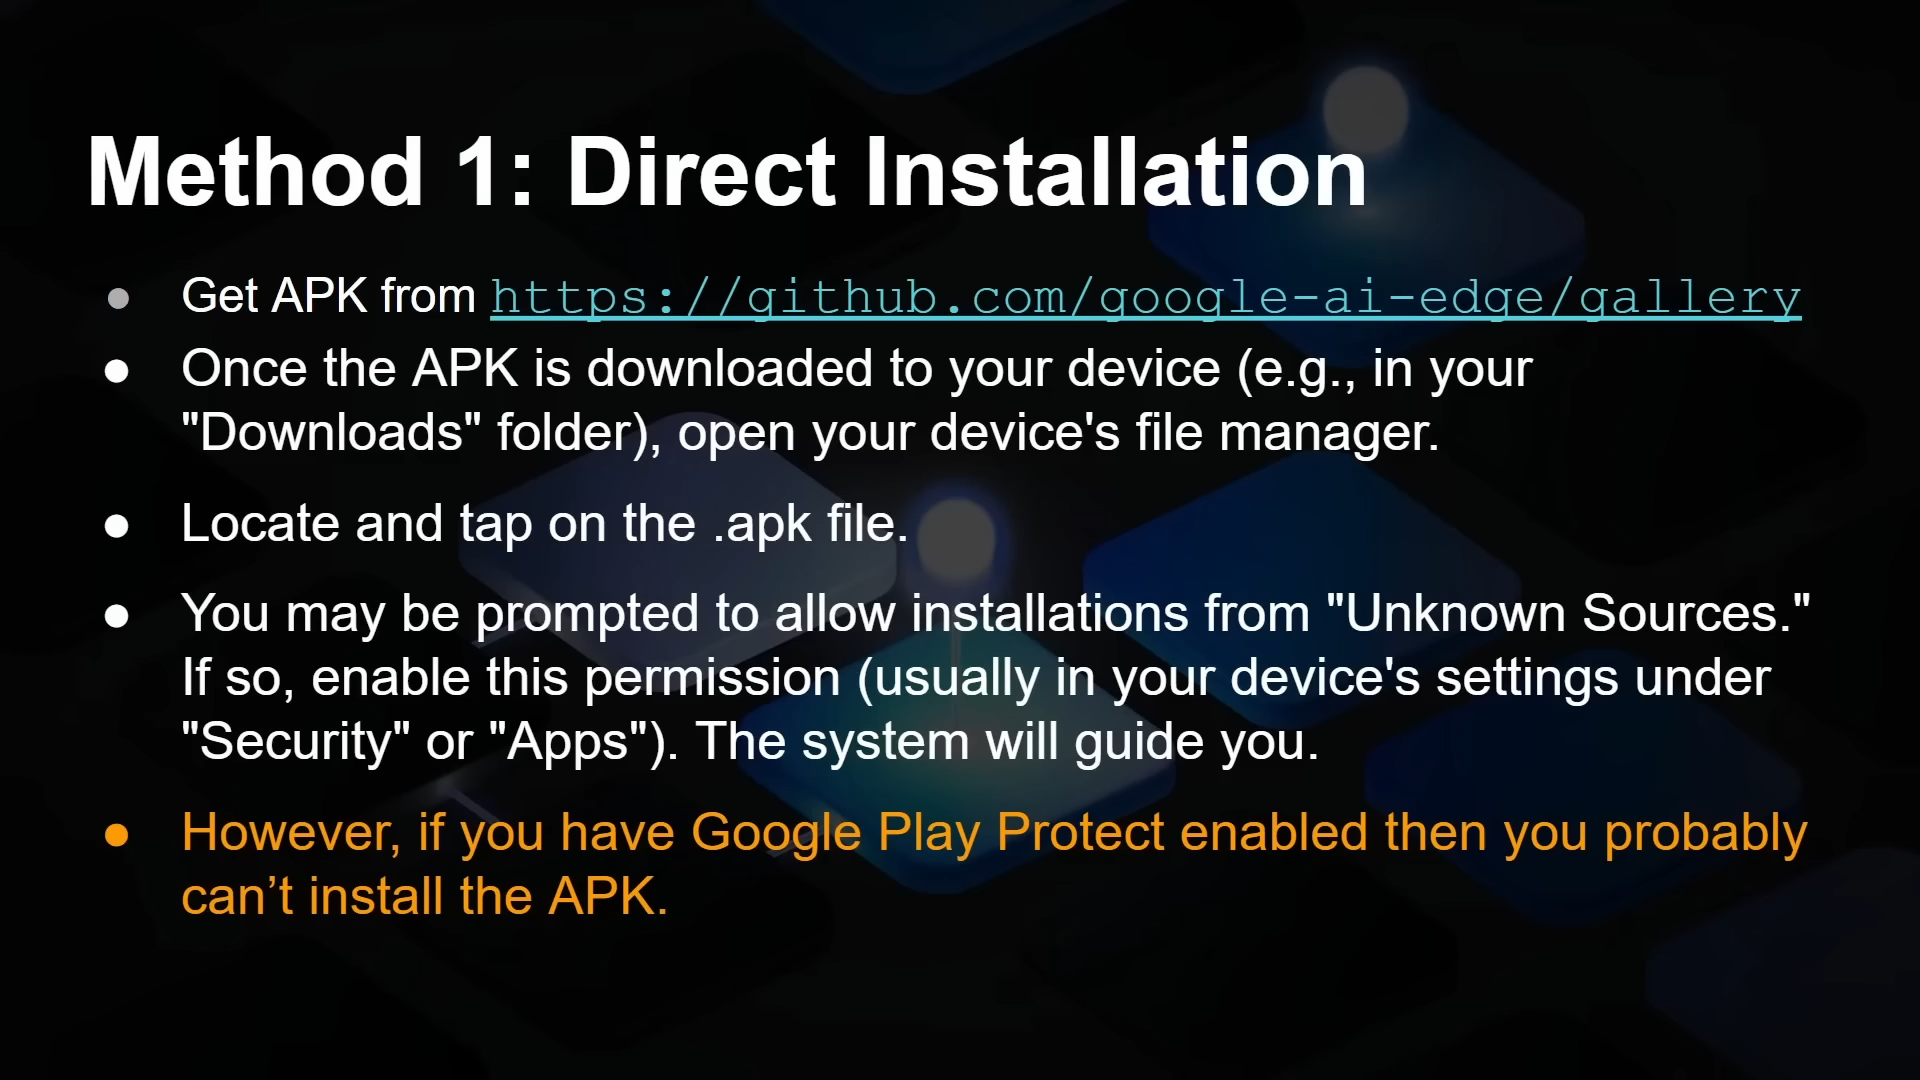 Method 1: Direct Installation
● Get APK from https://github.com/google-ai-edge/gallery
● Once the APK is downloaded to your device (e.g., in your
"Downloads" folder), open your device's file manager.
● Locate and tap on the .apk file.
● You may be prompted to allow installations from "Unknown Sources."
If so, enable this permission (usually in your device's settings under
"Security" or "Apps"). The system will guide you.
● However, if you have Google Play Protect enabled then you probably
can’t install the APK.